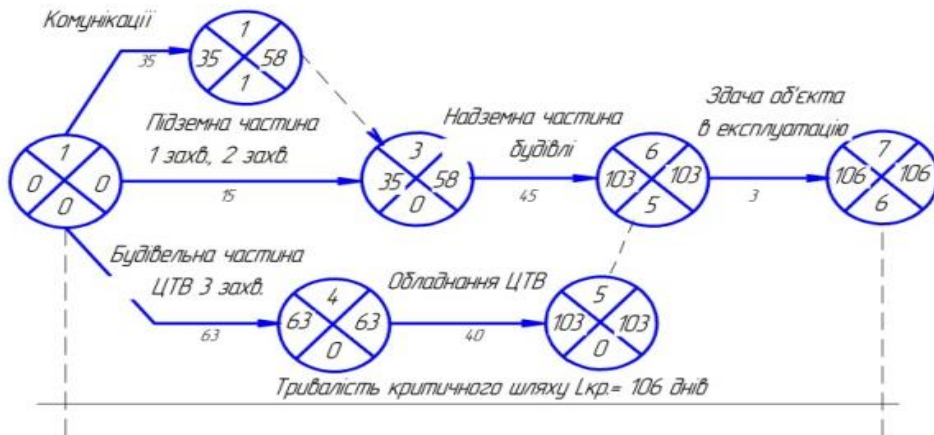 Комунікації
35
1
35 58
1
Підземна частина
1 захв, 2 захв.
15
1
0 0
0
3
35 58
0
Надземна частина
будівлі
45
6
103 103
5
Здача об'єкта
в експлуатацію
3
7
106 106
6
Будівельна частина
ЦТВ 3 захв.
63
4
63 63
0
Обладнання ЦТВ
40
5
103 103
0
Тривалість критичного шляху Lкр.= 106 днів